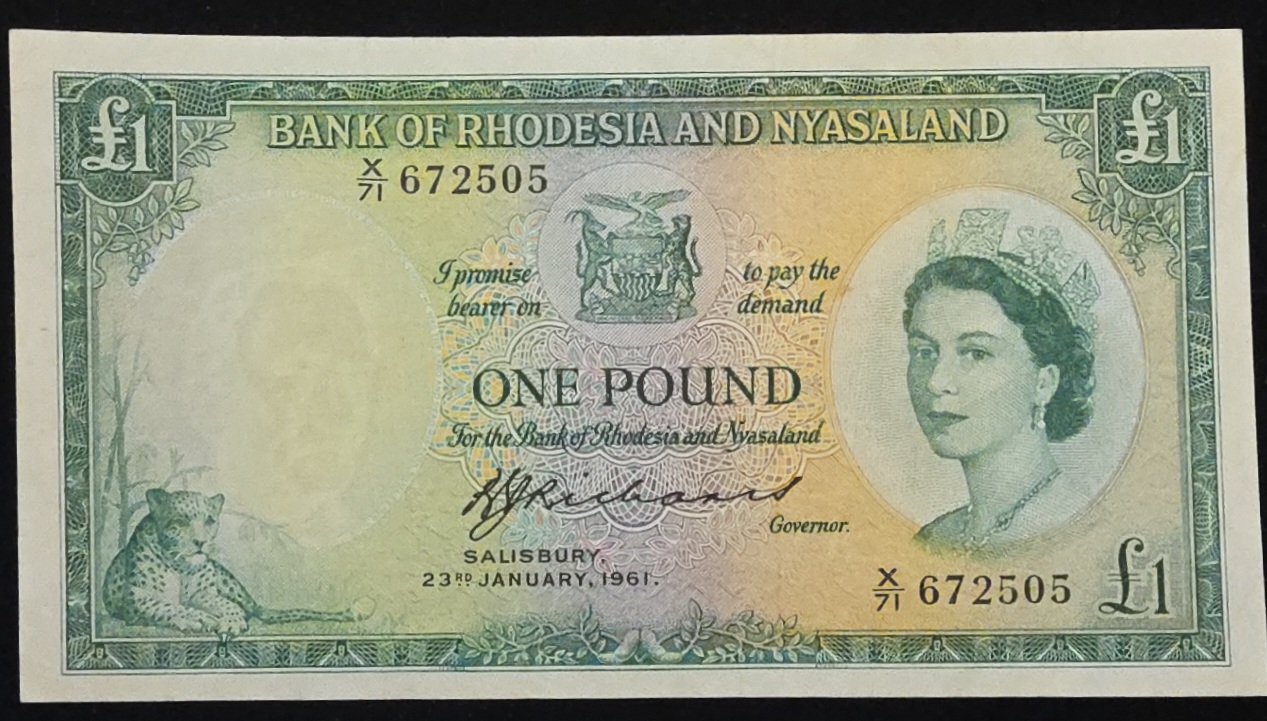 £1 £1
BANK OF RHODESIA AND NYASALAND
X/71 672505
I promise to pay the
bearer on demand
ONE POUND
For the Bank of Rhodesia and Nyasaland
Governor.
SALISBURY,
23RD JANUARY, 1961.
X/71 672505 £1